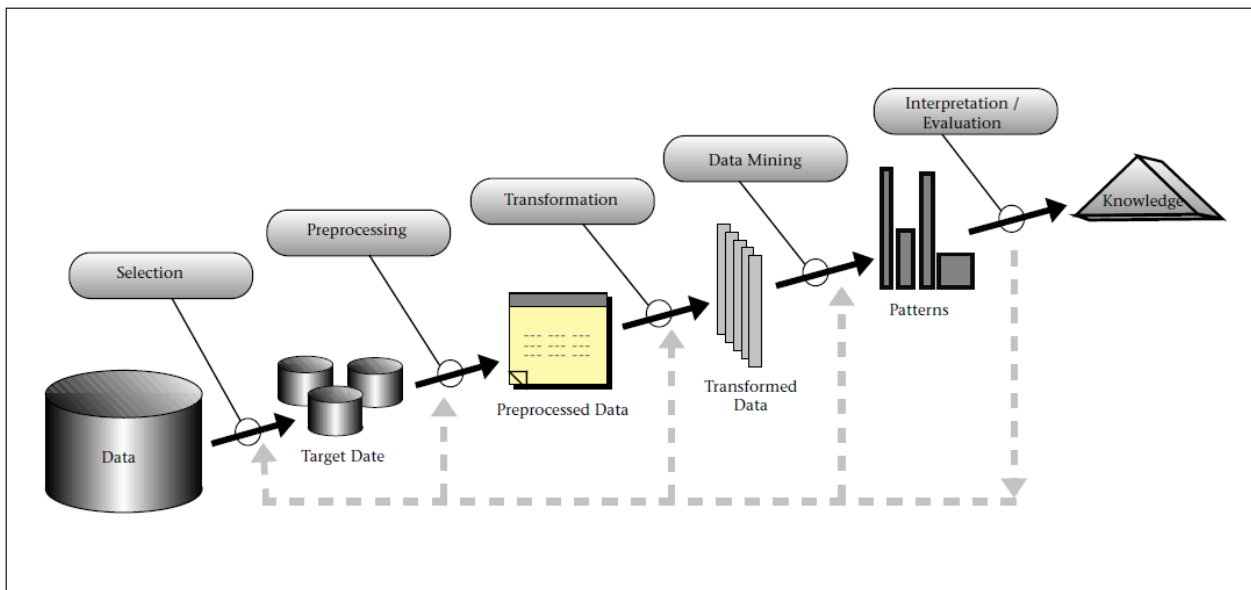 Interpretation /
Evaluation
Data Mining
Transformation
Preprocessing
Selection
Knowledge
Patterns
Transformed
Data
Preprocessed Data
Target Date
Data